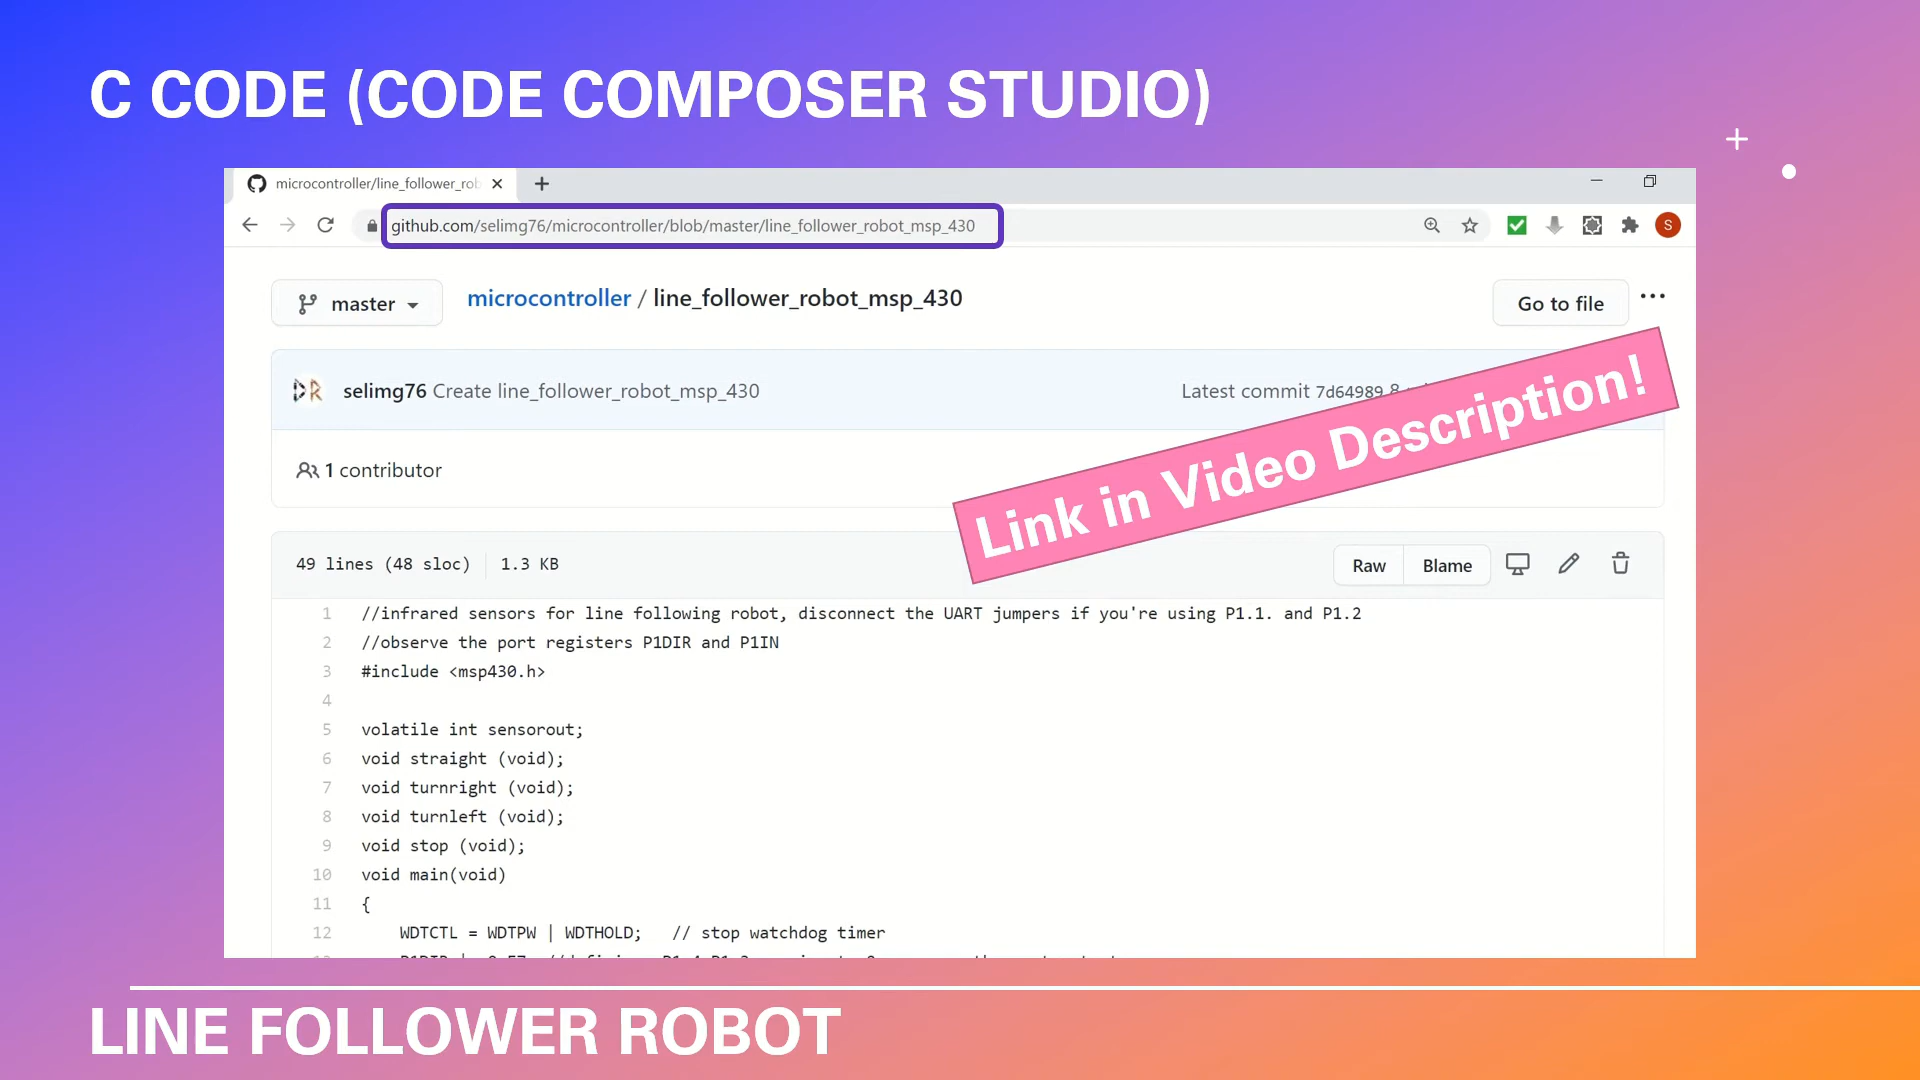 C CODE (CODE COMPOSER STUDIO)
microcontroller/line_follower_rob
github.com/selimg76/microcontroller/blob/master/line_follower_robot_msp_430
S
master
microcontroller / line_follower_robot_msp_430
Go to file
DR
selimg76 Create line_follower_robot_msp_430
Latest commit 7d64989
Link in Video Description!
1 contributor
49 lines (48 sloc) 1.3 KB
Raw Blame
1 //infrared sensors for line following robot, disconnect the UART jumpers if you're using P1.1. and P1.2
2 //observe the port registers P1DIR and P1IN
3 #include <msp430.h>
4
5 volatile int sensorout;
6 void straight (void);
7 void turnright (void);
8 void turnleft (void);
9 void stop (void);
10 void main(void)
11 {
12 WDTCTL = WDTPW | WDTHOLD; // stop watchdog timer
LINE FOLLOWER ROBOT